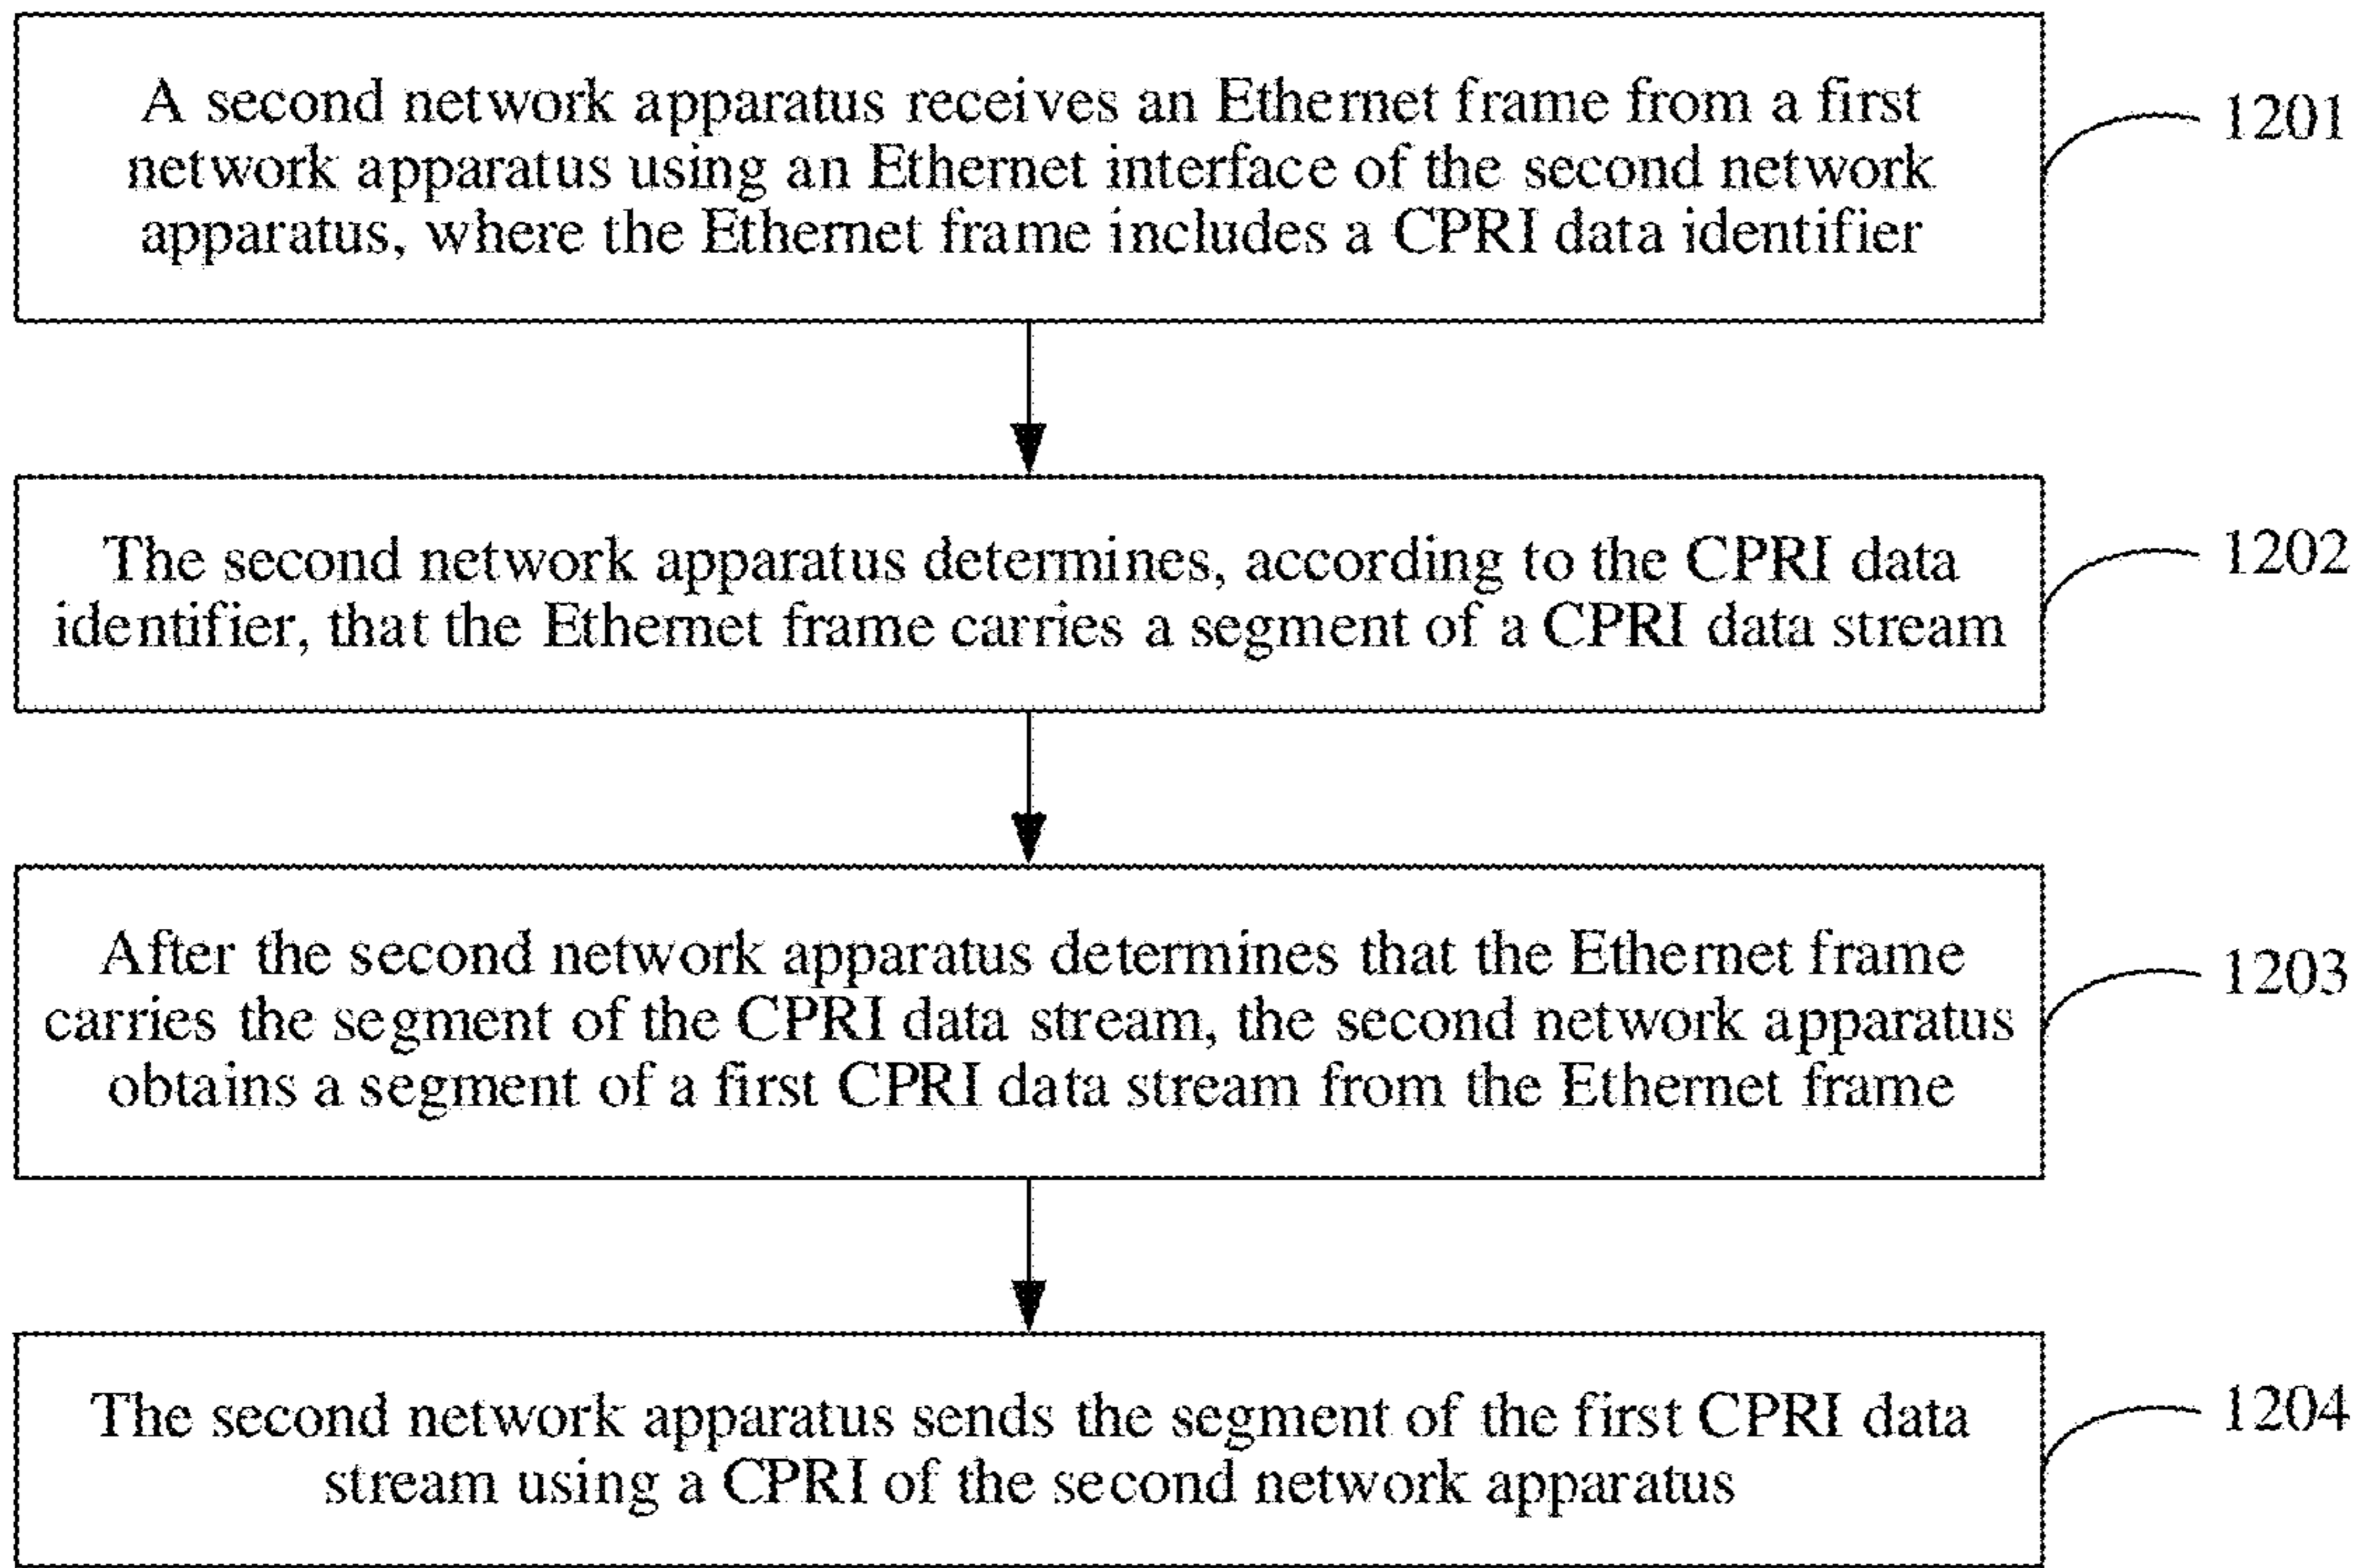 A second network apparatus receives an Ethernet frame from a first
network apparatus using an Ethernet interface of the second network
apparatus, where the Ethernet frame includes a CPRI data identifier
1201
The second network apparatus determines, according to the CPRI data
identifier, that the Ethernet frame carries a segment of a CPRI data stream
1202
After the second network apparatus determines that the Ethernet frame
carries the segment of the CPRI data stream, the second network apparatus
obtains a segment of a first CPRI data stream from the Ethernet frame
1203
The second network apparatus sends the segment of the first CPRI data
stream using a CPRI of the second network apparatus
1204